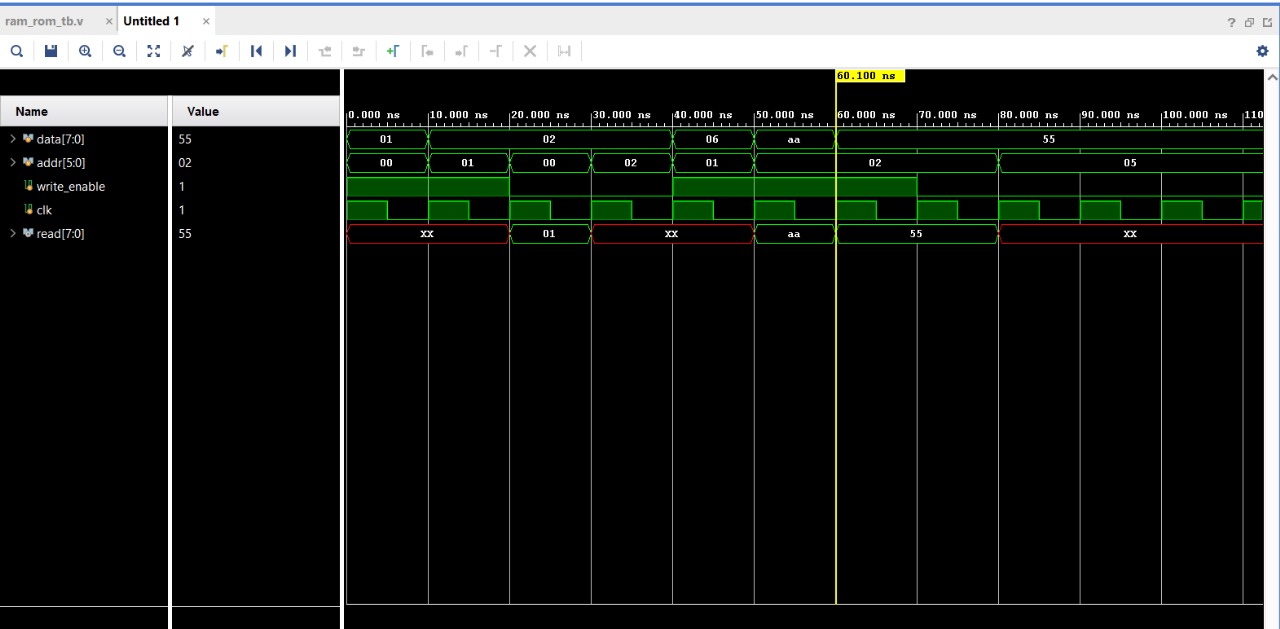 ram_rom_tb.v × Untitled 1 × ?
60.100 ns
Name Value
0.000 ns 10.000 ns 20.000 ns 30.000 ns 40.000 ns 50.000 ns 60.000 ns 70.000 ns 80.000 ns 90.000 ns 100.000 ns 110
data[7:0] 55 01 02 06 aa 55
addr[5:0] 02 00 01 00 02 01 02 05
write_enable 1
clk 1
read[7:0] 55 XX 01 XX aa 55 XX